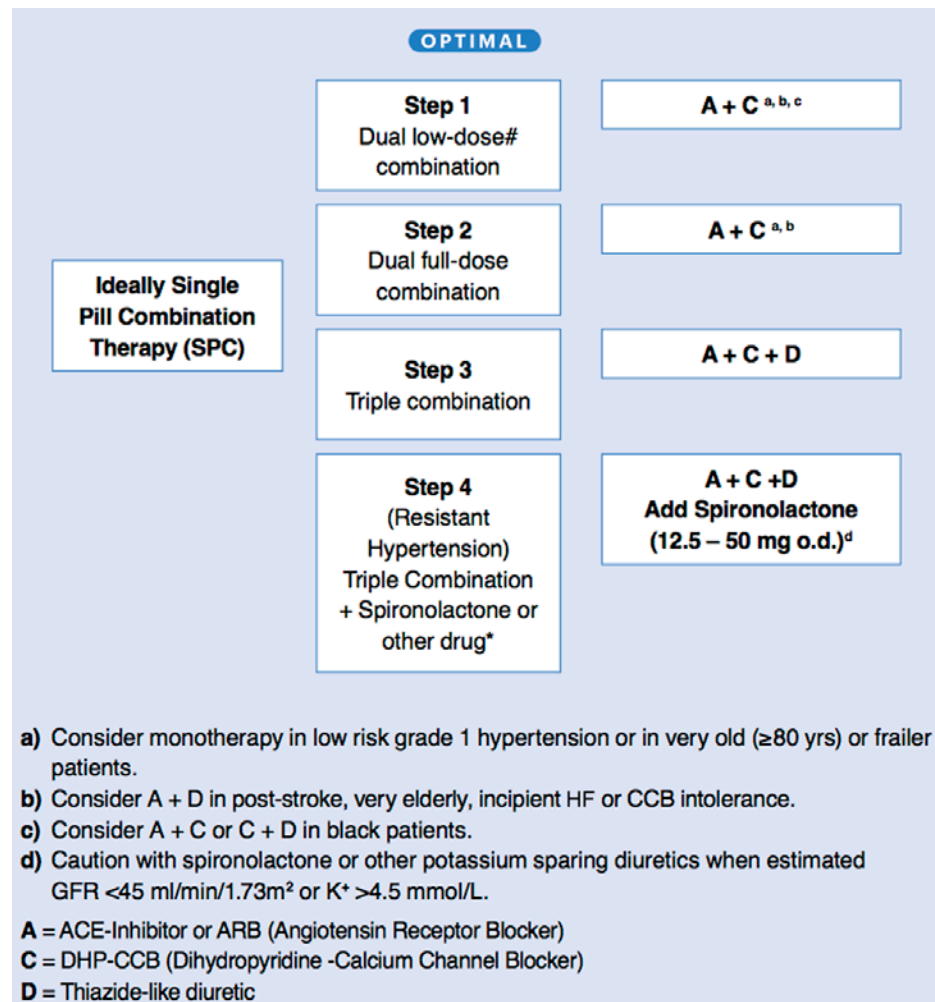 OPTIMAL
Step 1
Dual low-dose#
combination
A + C a, b, c
Step 2
Dual full-dose
combination
A + C a, b
Ideally Single
Pill Combination
Therapy (SPC)
Step 3
Triple combination
A + C + D
Step 4
(Resistant
Hypertension)
Triple Combination
+ Spironolactone or
other drug*
A + C +D
Add Spironolactone
(12.5 – 50 mg o.d.)d
a) Consider monotherapy in low risk grade 1 hypertension or in very old (≥80 yrs) or frailer
patients.
b) Consider A + D in post-stroke, very elderly, incipient HF or CCB intolerance.
c) Consider A + C or C + D in black patients.
d) Caution with spironolactone or other potassium sparing diuretics when estimated
GFR <45 ml/min/1.73m² or K⁺ >4.5 mmol/L.
A = ACE-Inhibitor or ARB (Angiotensin Receptor Blocker)
C = DHP-CCB (Dihydropyridine -Calcium Channel Blocker)
D = Thiazide-like diuretic